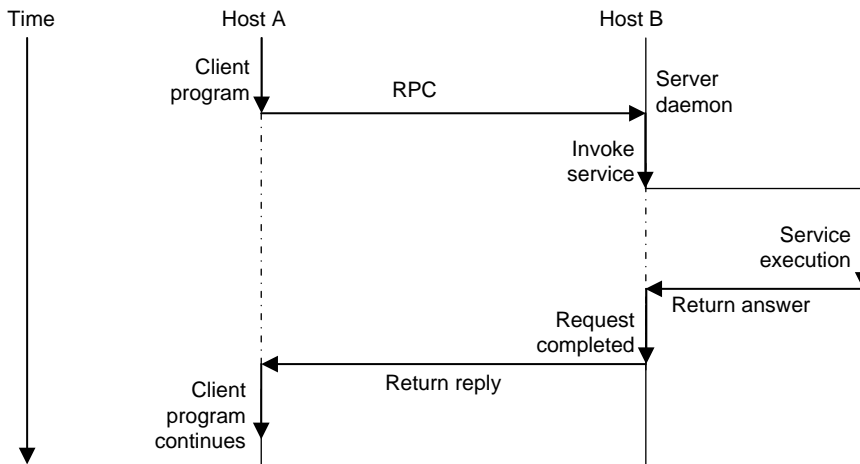 Time
Host A
Host B
Client
program
RPC
Server
daemon
Invoke
service
Service
execution
Return answer
Request
completed
Return reply
Client
program
continues